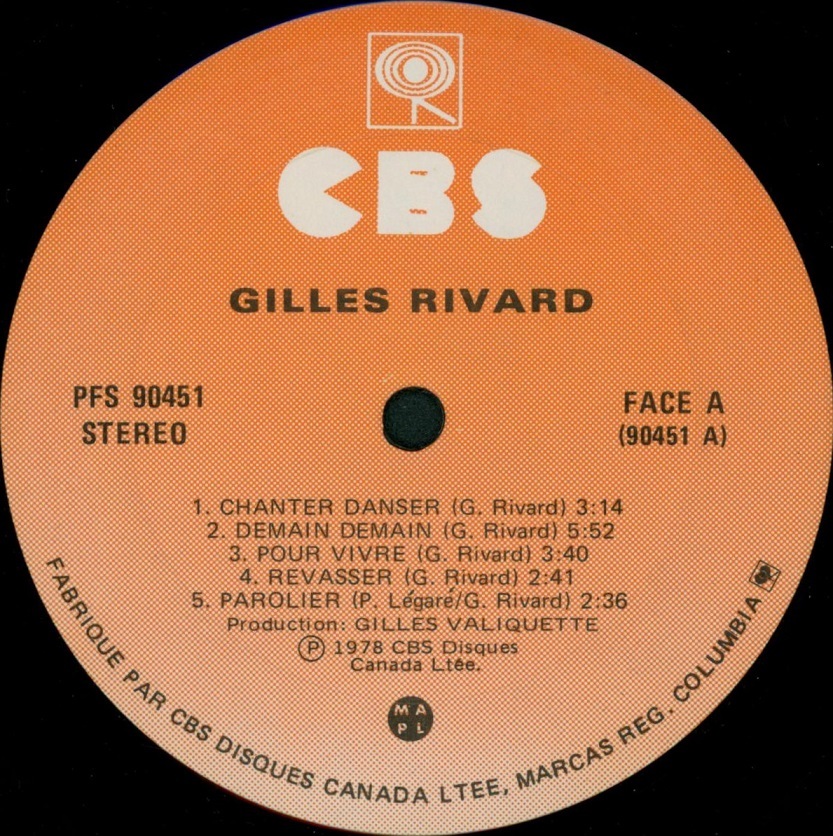 CBS
GILLES RIVARD
PFS 90451
STEREO
FACE A
(90451 A)
1. CHANTER DANSER (G. Rivard) 3:14
2. DEMAIN DEMAIN (G. Rivard) 5:52
3. POUR VIVRE (G. Rivard) 3:40
4. REVASSER (G. Rivard) 2:41
5. PAROLIER (P. Légaré/G. Rivard) 2:36
Production: GILLES VALIQUETTE
Ⓟ 1978 CBS Disques
Canada Ltée.
M A
P L
FABRIQUE PAR CBS DISQUES CANADA LTEE, MARCAS REG. COLUMBIA